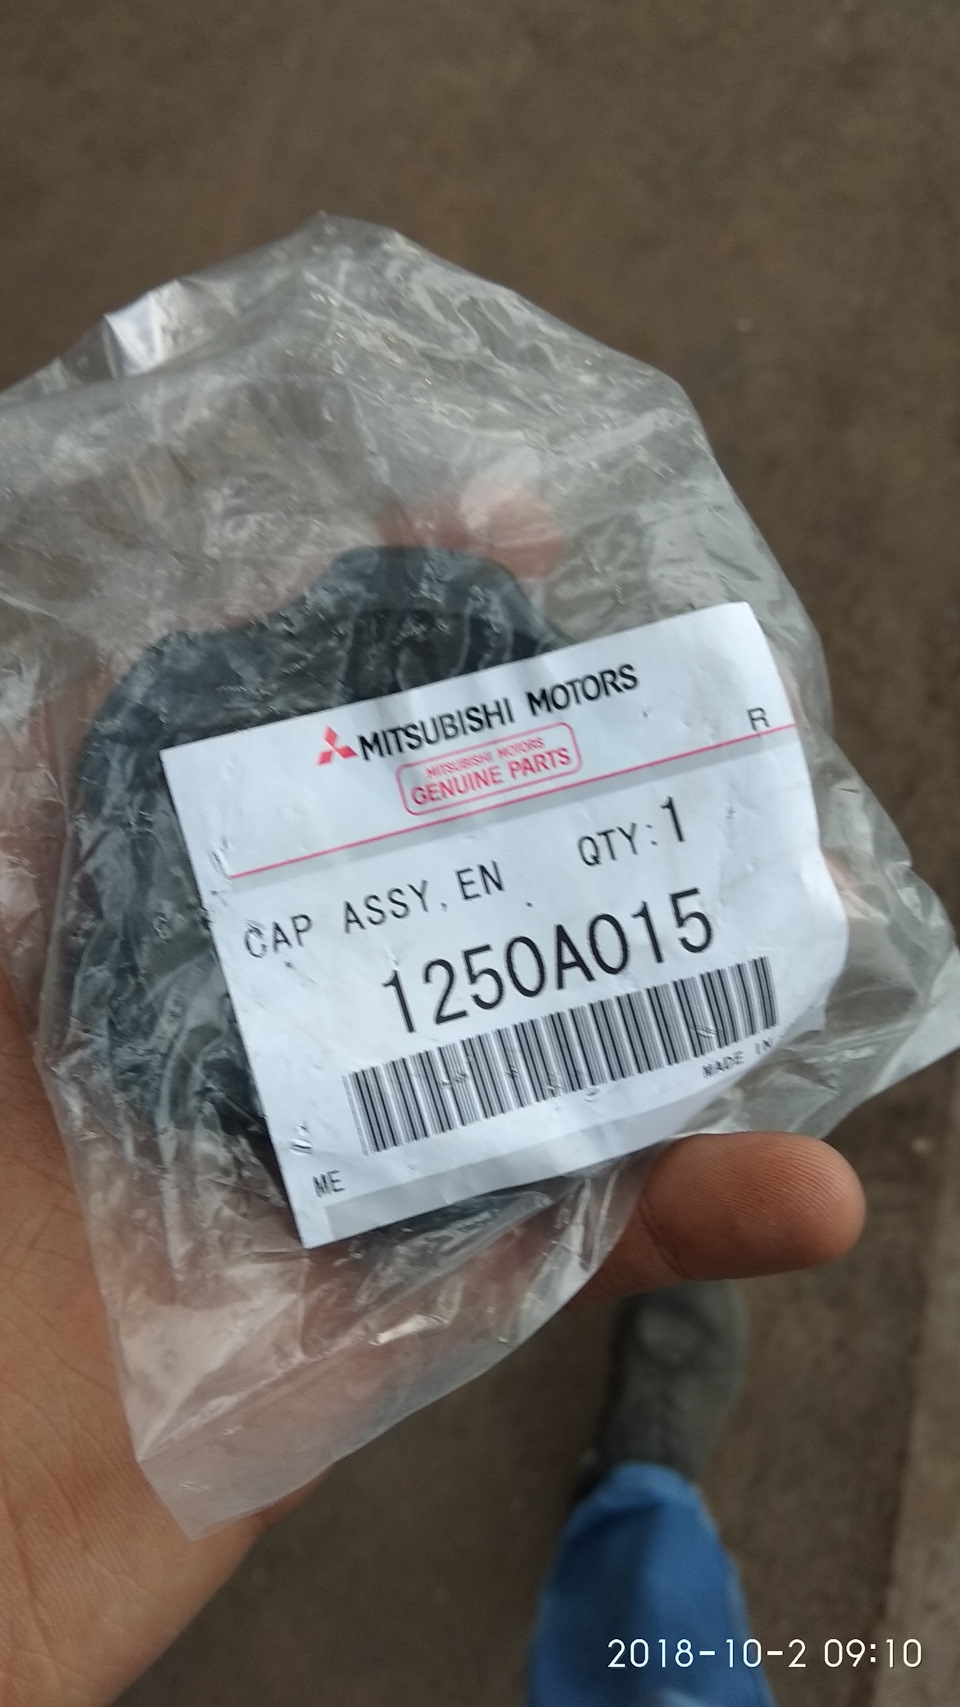 MITSUBISHI MOTORS
MITSUBISHI MOTORS
GENUINE PARTS
R
CAP ASSY, EN QTY:1
1250A015
MADE IN
ME
2018-10-2 09:10